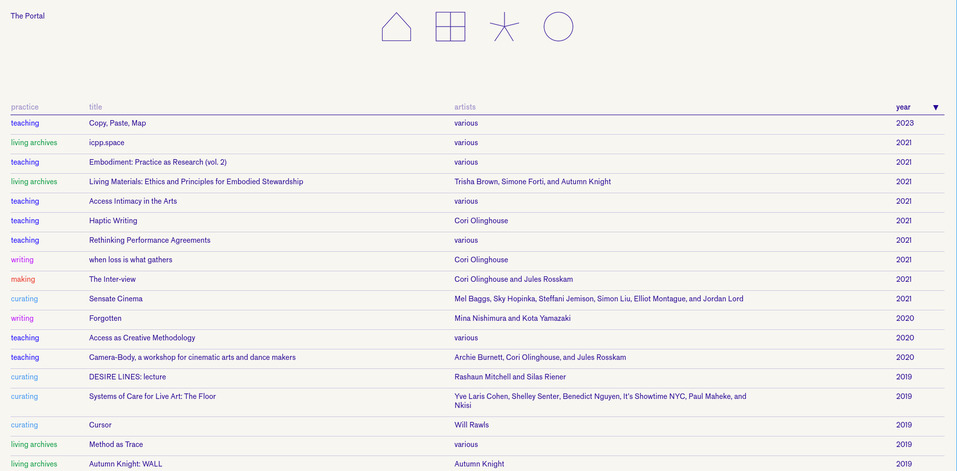 The Portal
practice title artists year ▼
teaching Copy, Paste, Map various 2023
living archives icpp.space various 2021
teaching Embodiment: Practice as Research (vol. 2) various 2021
living archives Living Materials: Ethics and Principles for Embodied Stewardship Trisha Brown, Simone Forti, and Autumn Knight 2021
teaching Access Intimacy in the Arts various 2021
teaching Haptic Writing Cori Olinghouse 2021
teaching Rethinking Performance Agreements various 2021
writing when loss is what gathers Cori Olinghouse 2021
making The Inter-view Cori Olinghouse and Jules Rosskam 2021
curating Sensate Cinema Mel Baggs, Sky Hopinka, Steffani Jemison, Simon Liu, Elliot Montague, and Jordan Lord 2021
writing Forgotten Mina Nishimura and Kota Yamazaki 2020
teaching Access as Creative Methodology various 2020
teaching Camera-Body, a workshop for cinematic arts and dance makers Archie Burnett, Cori Olinghouse, and Jules Rosskam 2020
curating DESIRE LINES: lecture Rashaun Mitchell and Silas Riener 2019
curating Systems of Care for Live Art: The Floor Yve Laris Cohen, Shelley Senter, Benedict Nguyen, It's Showtime NYC, Paul Maheke, and 2019
Nkisi
curating Cursor Will Rawls 2019
living archives Method as Trace various 2019
living archives Autumn Knight: WALL Autumn Knight 2019